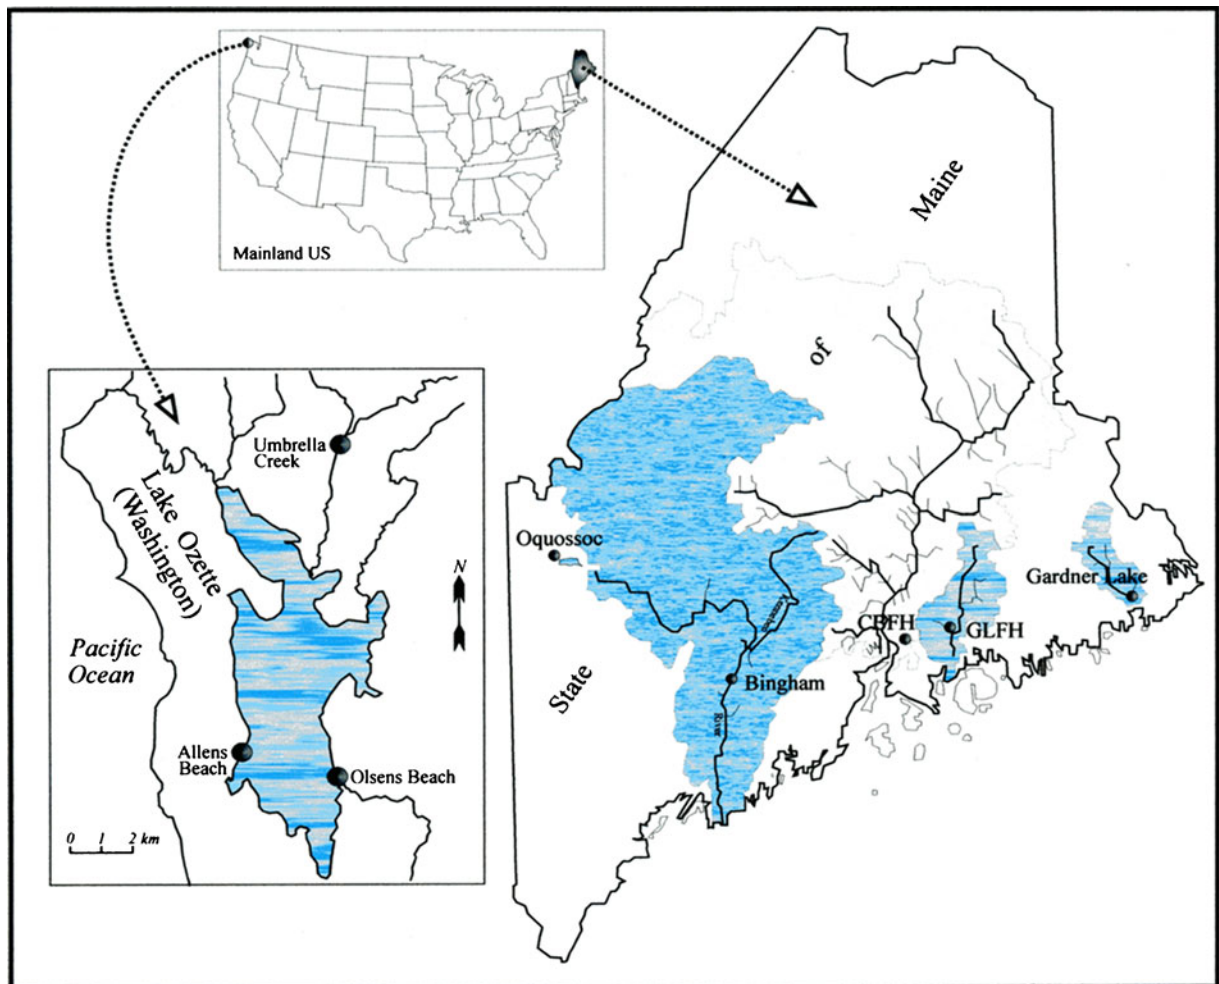 Mainland US
Maine
of
State
Umbrella
Creek
Lake Ozette
(Washington)
N
Pacific
Ocean
Allens
Beach
Olsens Beach
0 1 2 km
Oquossoc
Gardner Lake
CBFH
GLFH
Kennebec
Bingham
River